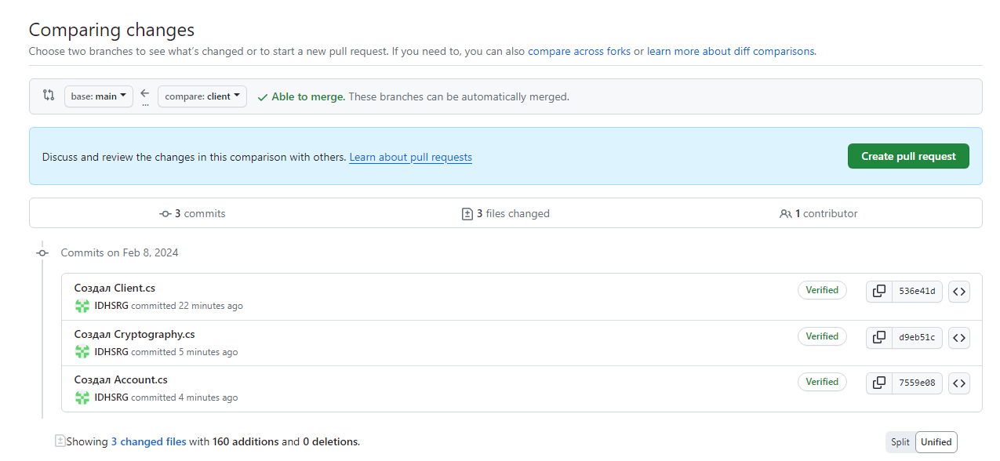 Comparing changes
Choose two branches to see what's changed or to start a new pull request. If you need to, you can also compare across forks or learn more about diff comparisons.
base: main ... compare: client Able to merge. These branches can be automatically merged.
Discuss and review the changes in this comparison with others. Learn about pull requests Create pull request
3 commits 3 files changed 1 contributor
Commits on Feb 8, 2024
Создал Client.cs Verified 536e41d
IDHSRG committed 22 minutes ago
Создал Cryptography.cs Verified d9eb51c
IDHSRG committed 5 minutes ago
Создал Account.cs Verified 7559e08
IDHSRG committed 4 minutes ago
Showing 3 changed files with 160 additions and 0 deletions. Split Unified